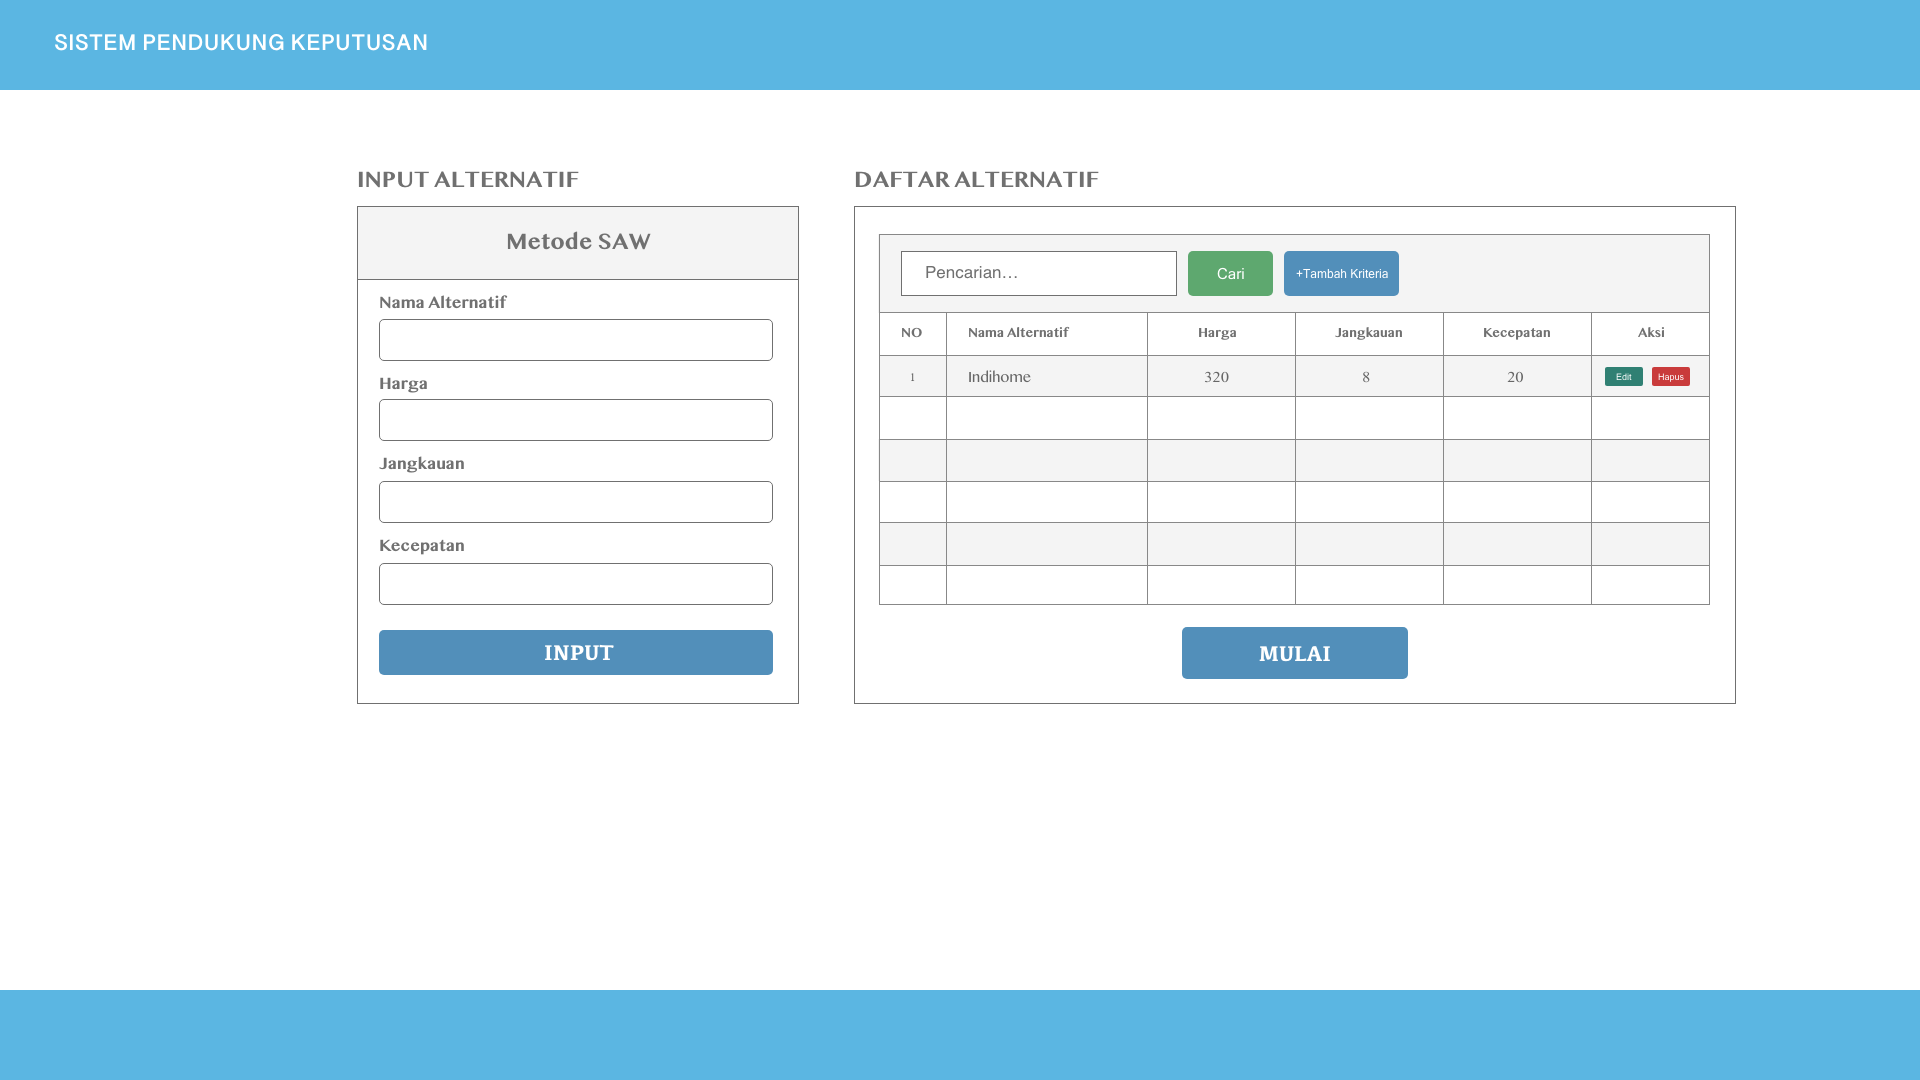 SISTEM PENDUKUNG KEPUTUSAN
INPUT ALTERNATIF
Metode SAW
Nama Alternatif
Harga
Jangkauan
Kecepatan
INPUT
DAFTAR ALTERNATIF
Pencarian... Cari +Tambah Kriteria
NO Nama Alternatif Harga Jangkauan Kecepatan Aksi
1 Indihome 320 8 20 Edit Hapus
MULAI